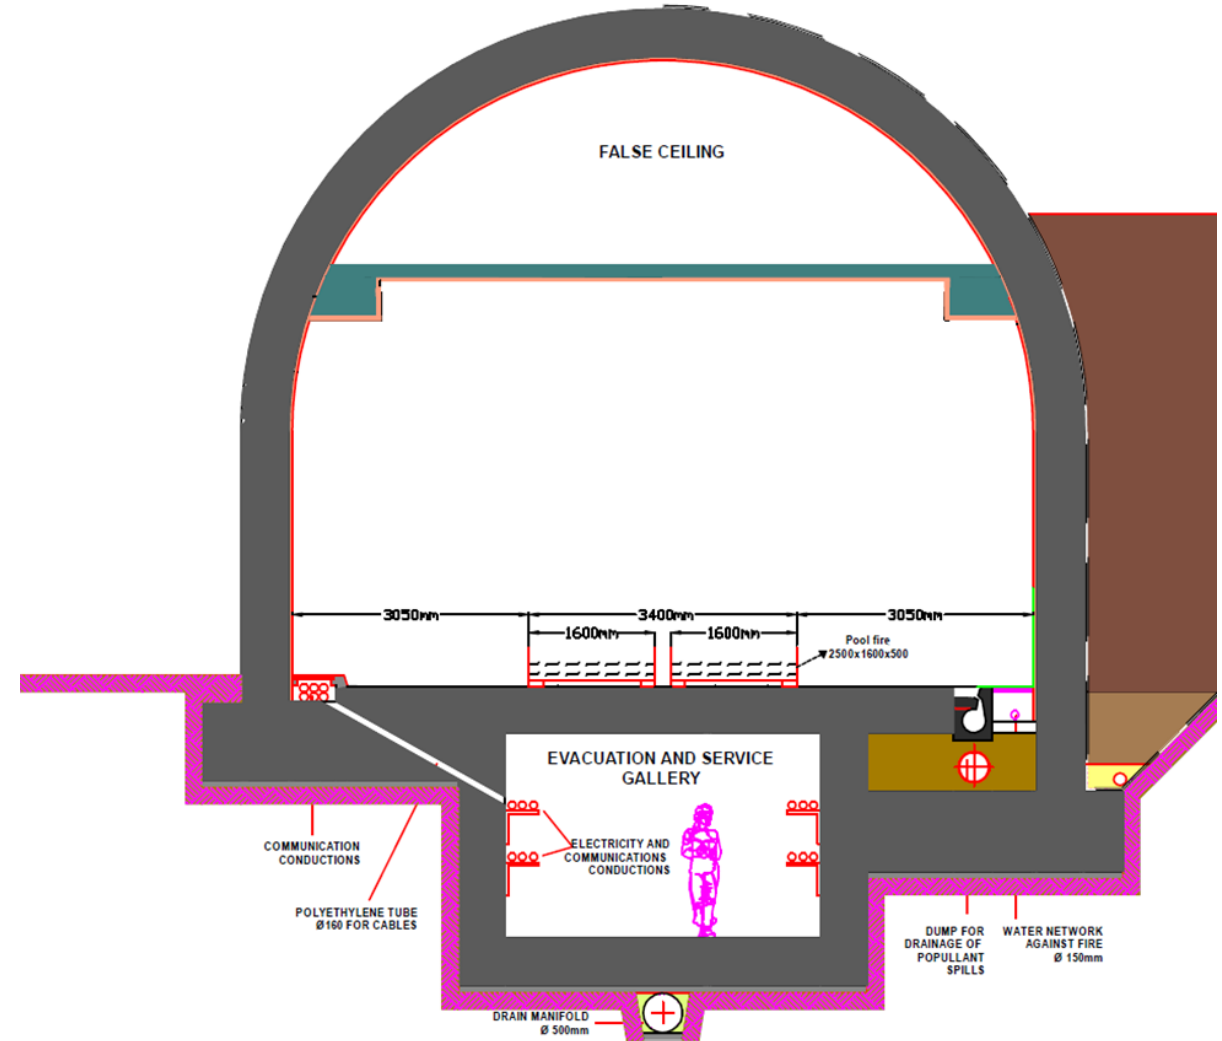 FALSE CEILING
3050mm
3400mm
3050mm
1600mm
1600mm
Pool fire
2500x1600x500
EVACUATION AND SERVICE
GALLERY
ELECTRICITY AND
COMMUNICATIONS
CONDUCTIONS
COMMUNICATION
CONDUCTIONS
POLYETHYLENE TUBE
Ø160 FOR CABLES
DUMP FOR
DRAINAGE OF
POPULLANT
SPILLS
WATER NETWORK
AGAINST FIRE
Ø 150mm
DRAIN MANIFOLD
Ø 500mm